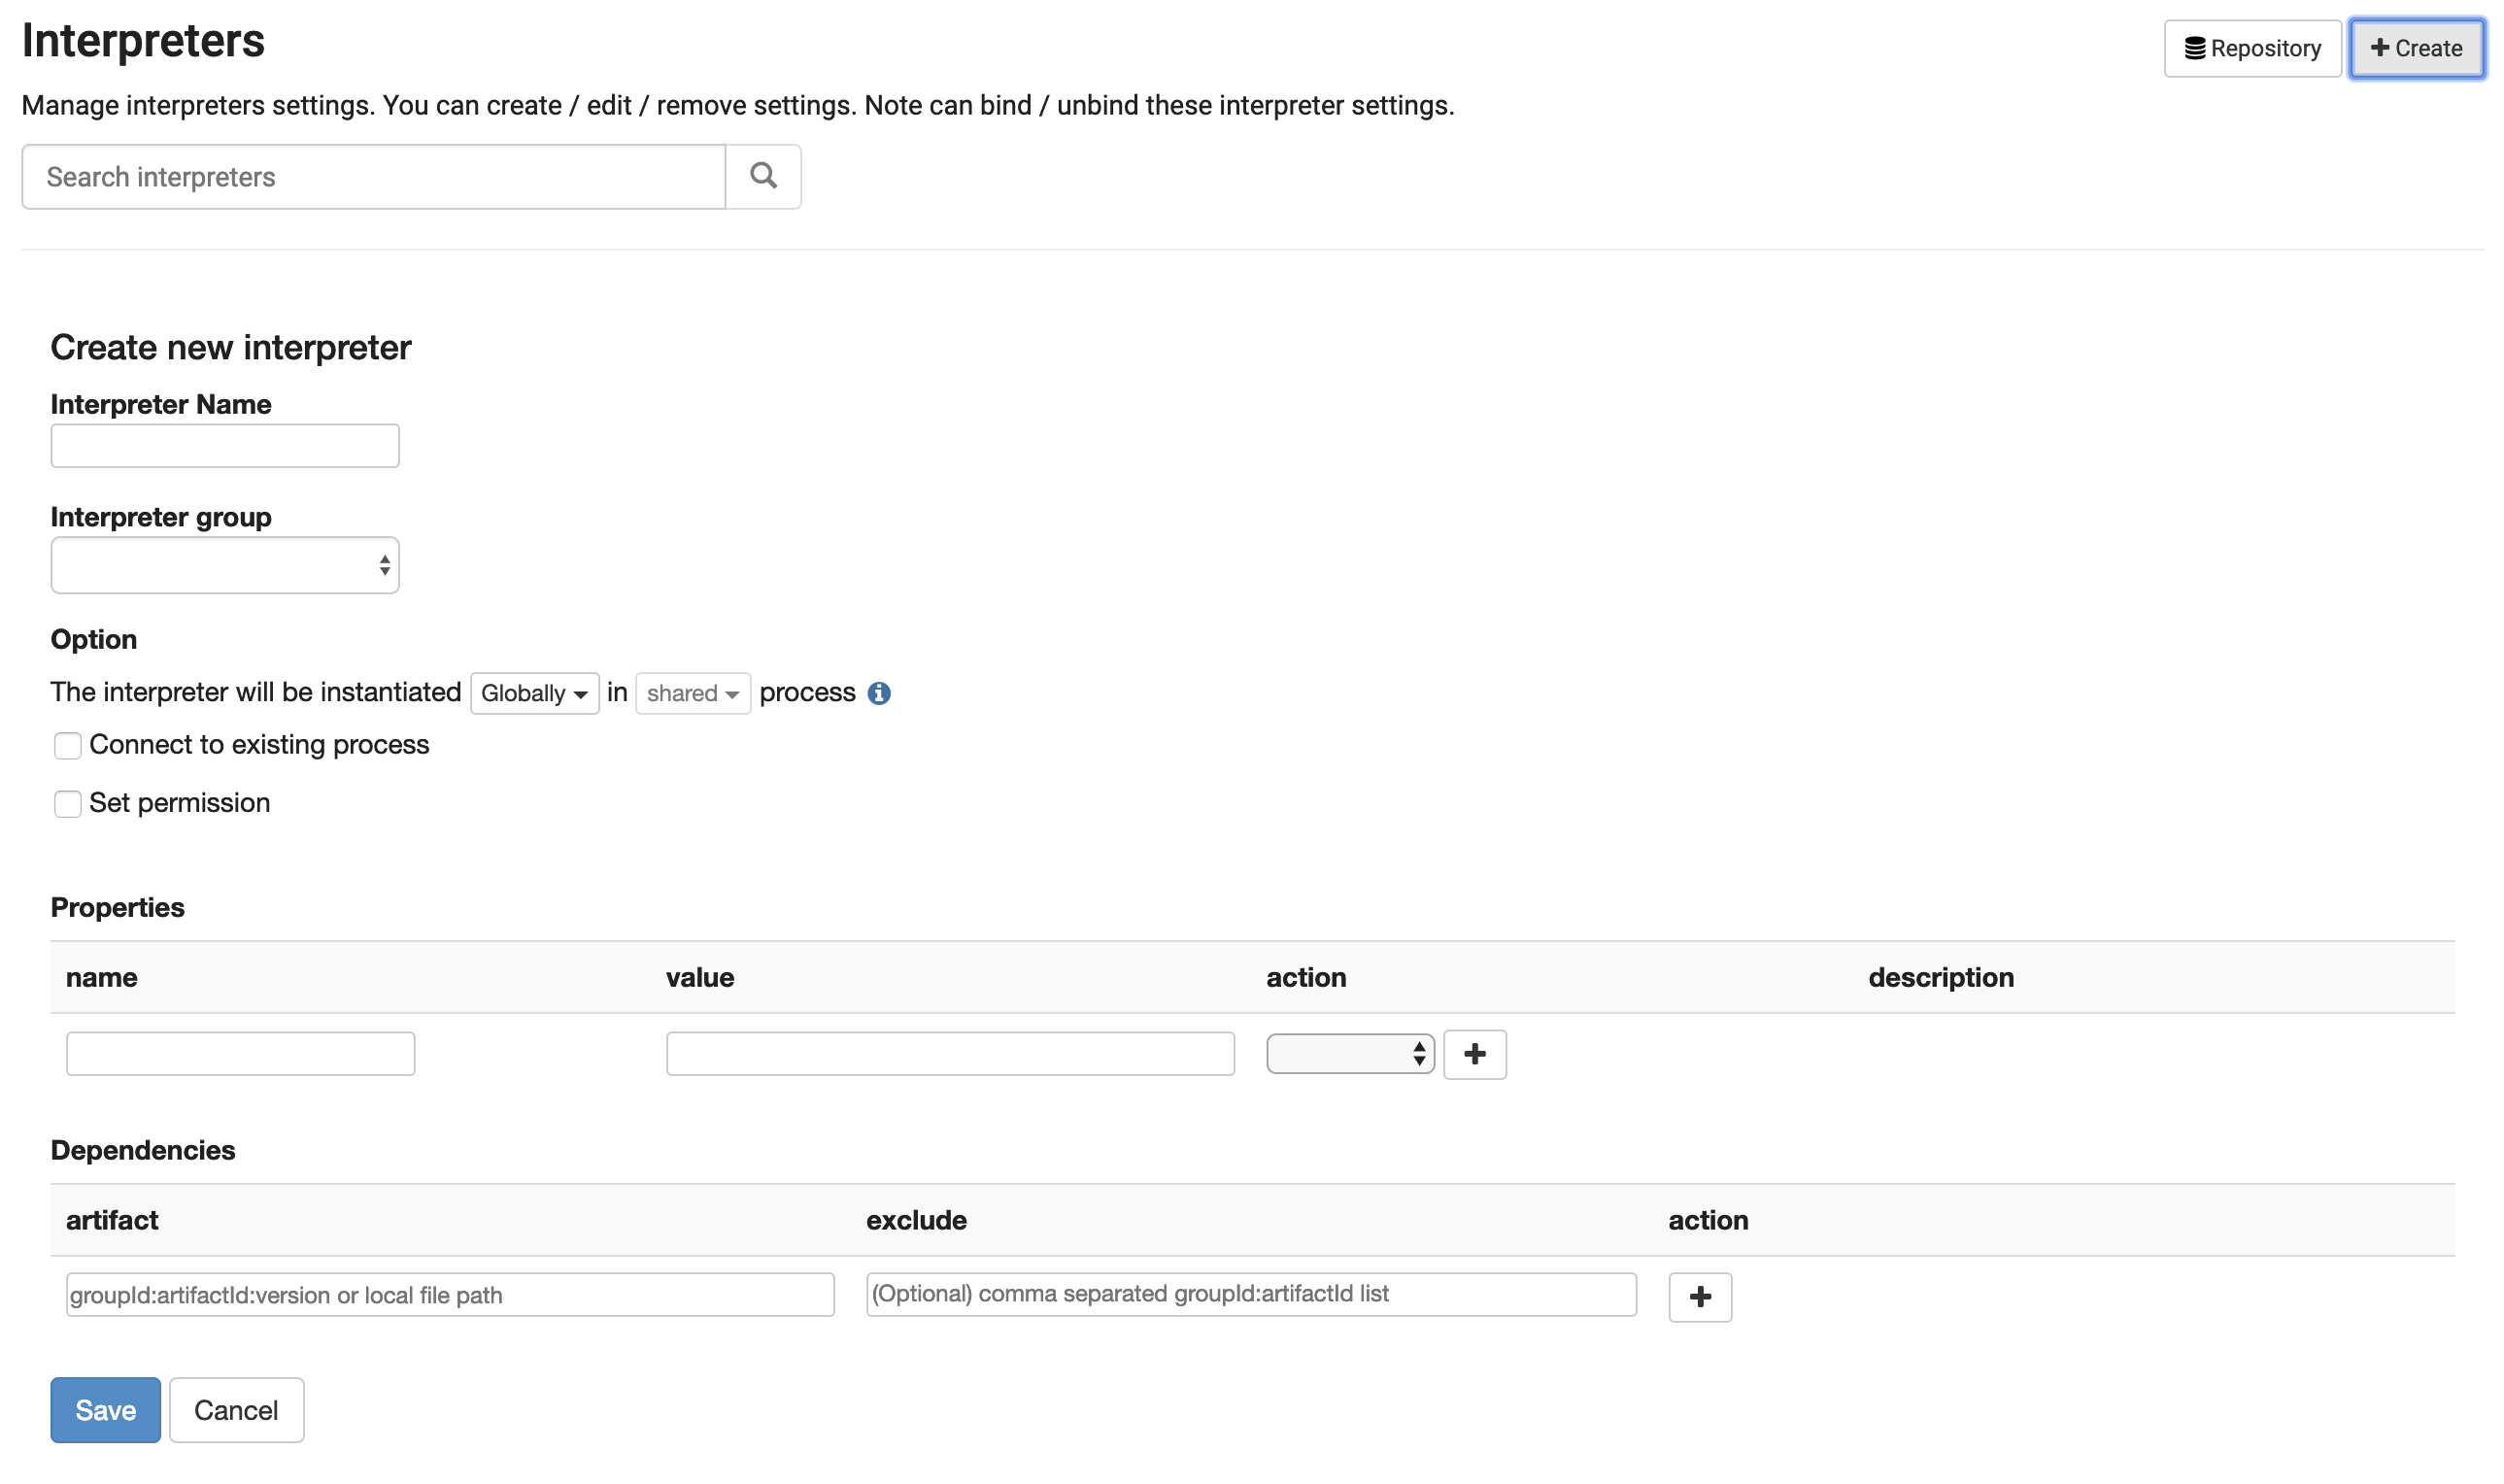 Interpreters
Repository
Create
Manage interpreters settings. You can create / edit / remove settings. Note can bind / unbind these interpreter settings.
Search interpreters
Create new interpreter
Interpreter Name
Interpreter group
Option
The interpreter will be instantiated Globally in shared process
Connect to existing process
Set permission
Properties
name value action description
Dependencies
artifact exclude action
groupId:artifactId:version or local file path (Optional) comma separated groupId:artifactId list
Save Cancel